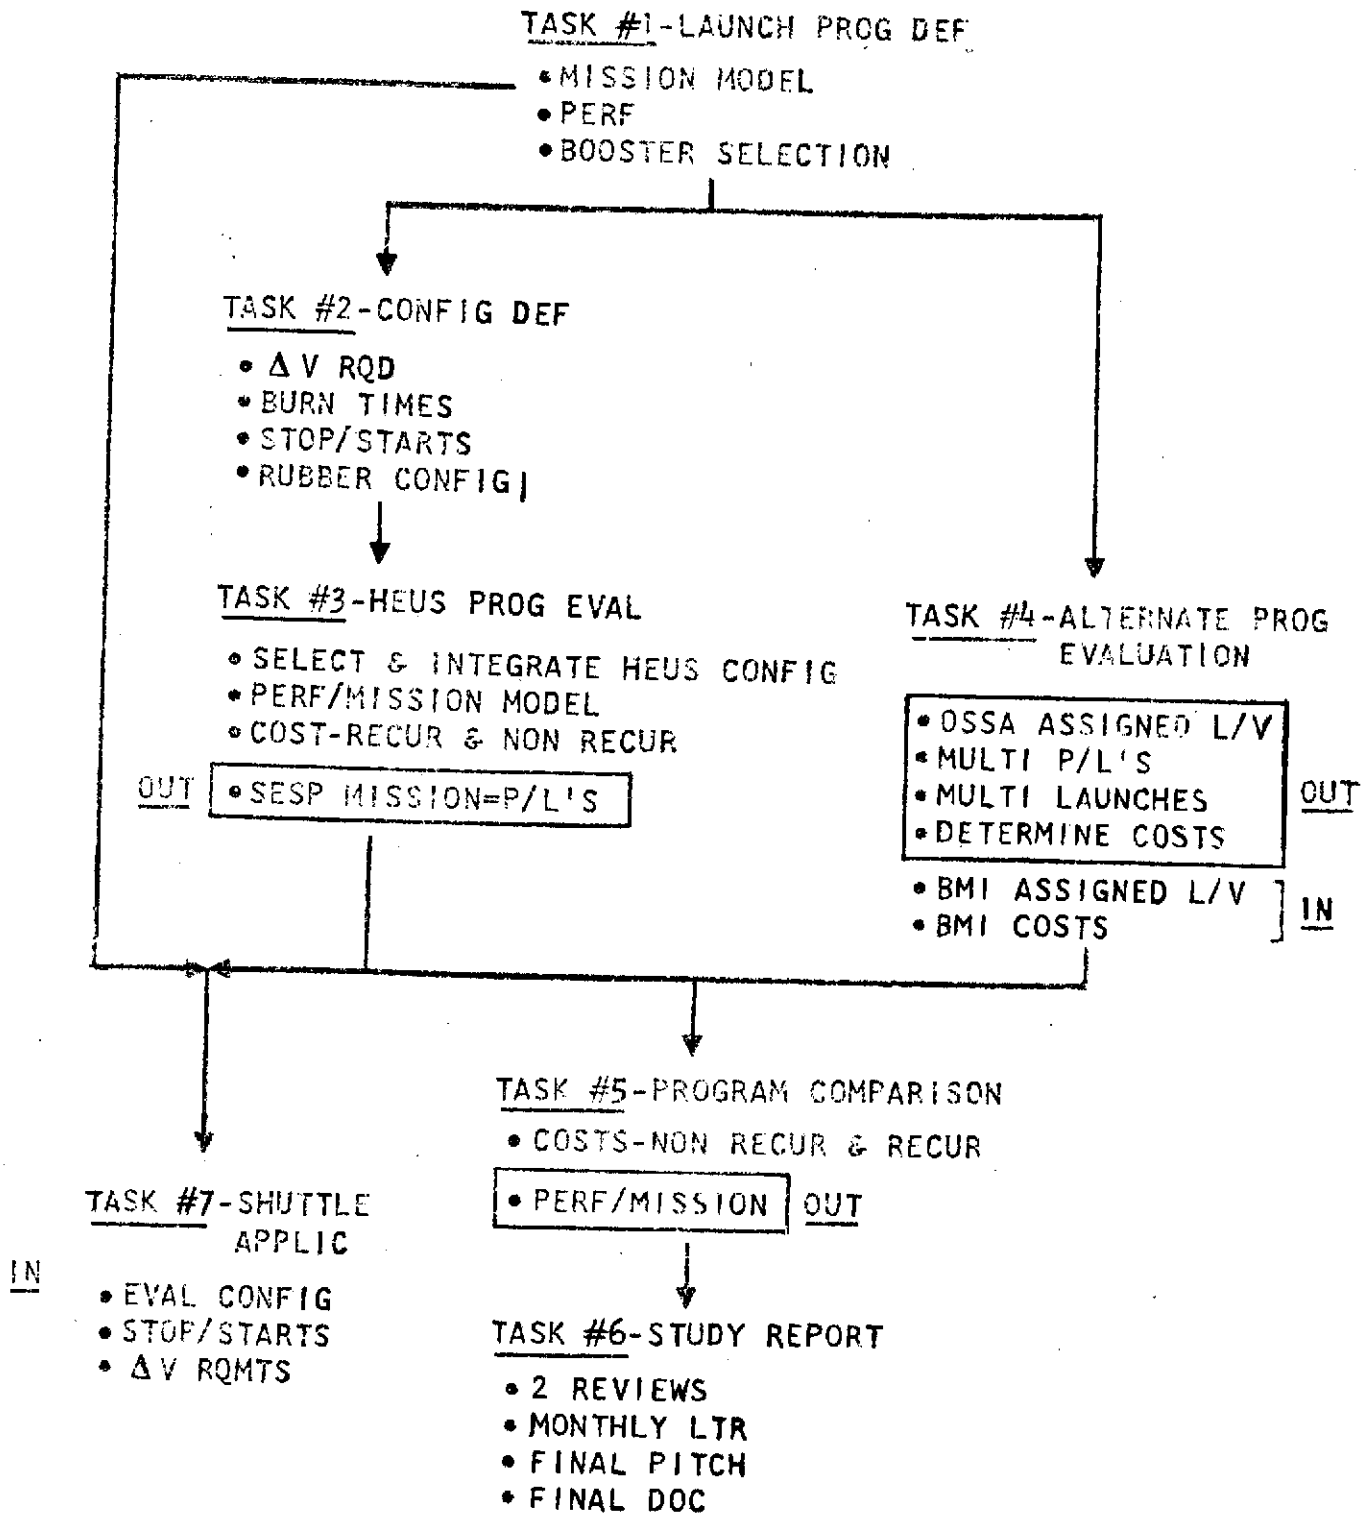 TASK #1-LAUNCH PROG DEF
• MISSION MODEL
• PERF
• BOOSTER SELECTION
TASK #2-CONFIG DEF
• Δ V RQD
• BURN TIMES
• STOP/STARTS
• RUBBER CONFIG
TASK #3-HEUS PROG EVAL
• SELECT & INTEGRATE HEUS CONFIG
• PERF/MISSION MODEL
• COST-RECUR & NON RECUR
OUT
• SESP MISSION=P/L'S
TASK #4-ALTERNATE PROG
EVALUATION
• OSSA ASSIGNED L/V
• MULTI P/L'S
• MULTI LAUNCHES
• DETERMINE COSTS
OUT
• BMI ASSIGNED L/V
• BMI COSTS
IN
TASK #5-PROGRAM COMPARISON
• COSTS-NON RECUR & RECUR
• PERF/MISSION
OUT
TASK #7-SHUTTLE
APPLIC
IN
• EVAL CONFIG
• STOP/STARTS
• Δ V RQMTS
TASK #6-STUDY REPORT
• 2 REVIEWS
• MONTHLY LTR
• FINAL PITCH
• FINAL DOC